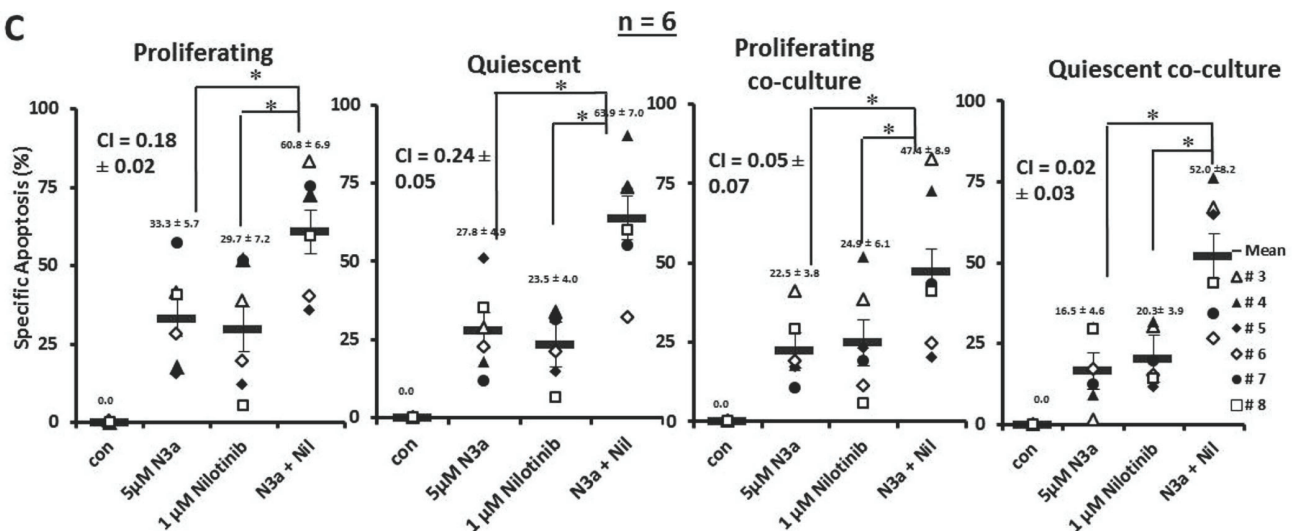 C
n = 6
Proliferating
Quiescent
Proliferating
co-culture
Quiescent co-culture
Specific Apoptosis (%)
100
75
50
25
0
CI = 0.18
± 0.02
*
*
0.0
33.3 ± 5.7
29.7 ± 7.2
60.8 ± 6.9
con
5µM N3a
1 µM Nilotinib
N3a + Nil
100
75
50
25
0
CI = 0.24 ±
0.05
*
*
0.0
27.8 ± 4.9
23.5 ± 4.0
63.9 ± 7.0
con
5µM N3a
1 µM Nilotinib
N3a + Nil
100
75
50
25
0
CI = 0.05 ±
0.07
*
*
0.0
22.5 ± 3.8
24.9 ± 6.1
47.4 ± 8.9
con
5µM N3a
1 µM Nilotinib
N3a + Nil
100
75
50
25
0
CI = 0.02
± 0.03
*
*
0.0
16.5 ± 4.6
20.3± 3.9
52.0 ±8.2
con
5µM N3a
1 µM Nilotinib
N3a + Nil
Mean
# 3
# 4
# 5
# 6
# 7
# 8